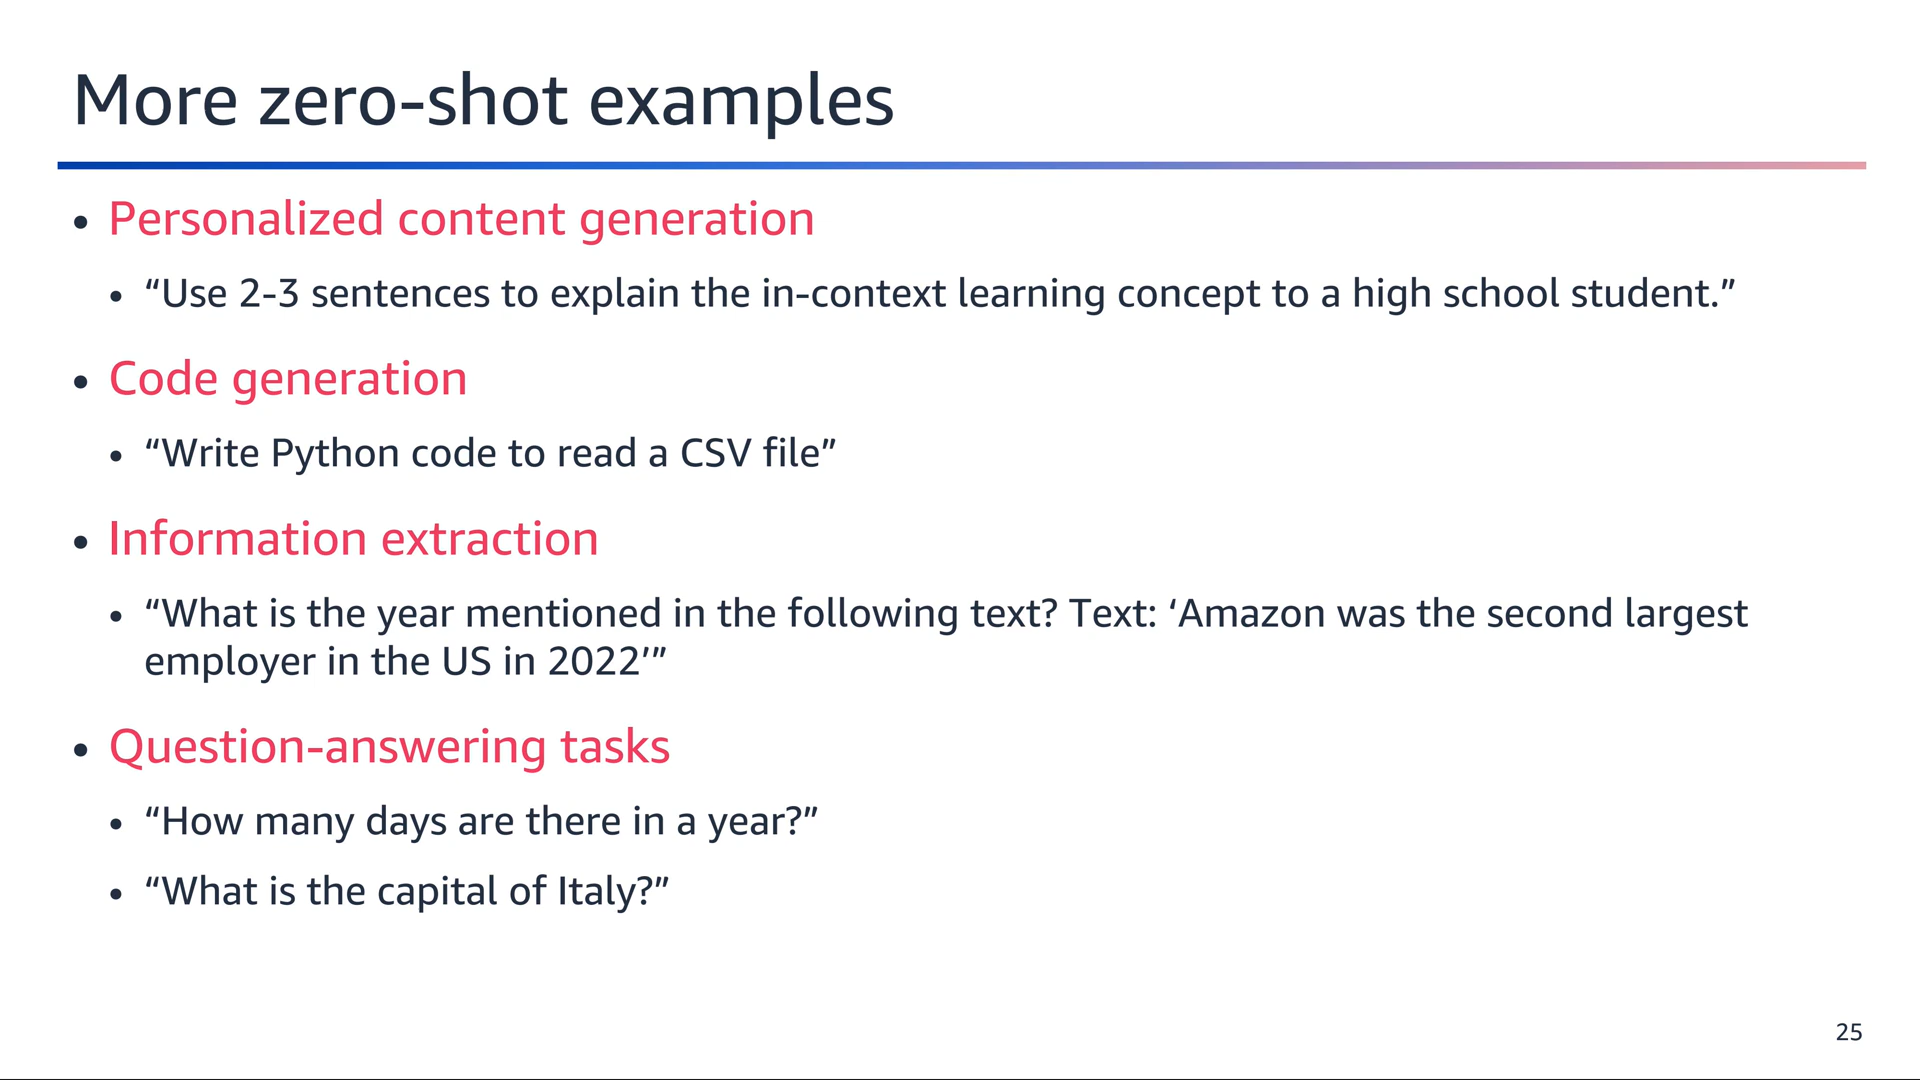 More zero-shot examples
• Personalized content generation
• “Use 2-3 sentences to explain the in-context learning concept to a high school student.”
• Code generation
• “Write Python code to read a CSV file”
• Information extraction
• “What is the year mentioned in the following text? Text: ‘Amazon was the second largest
employer in the US in 2022’”
• Question-answering tasks
• “How many days are there in a year?”
• “What is the capital of Italy?”
25